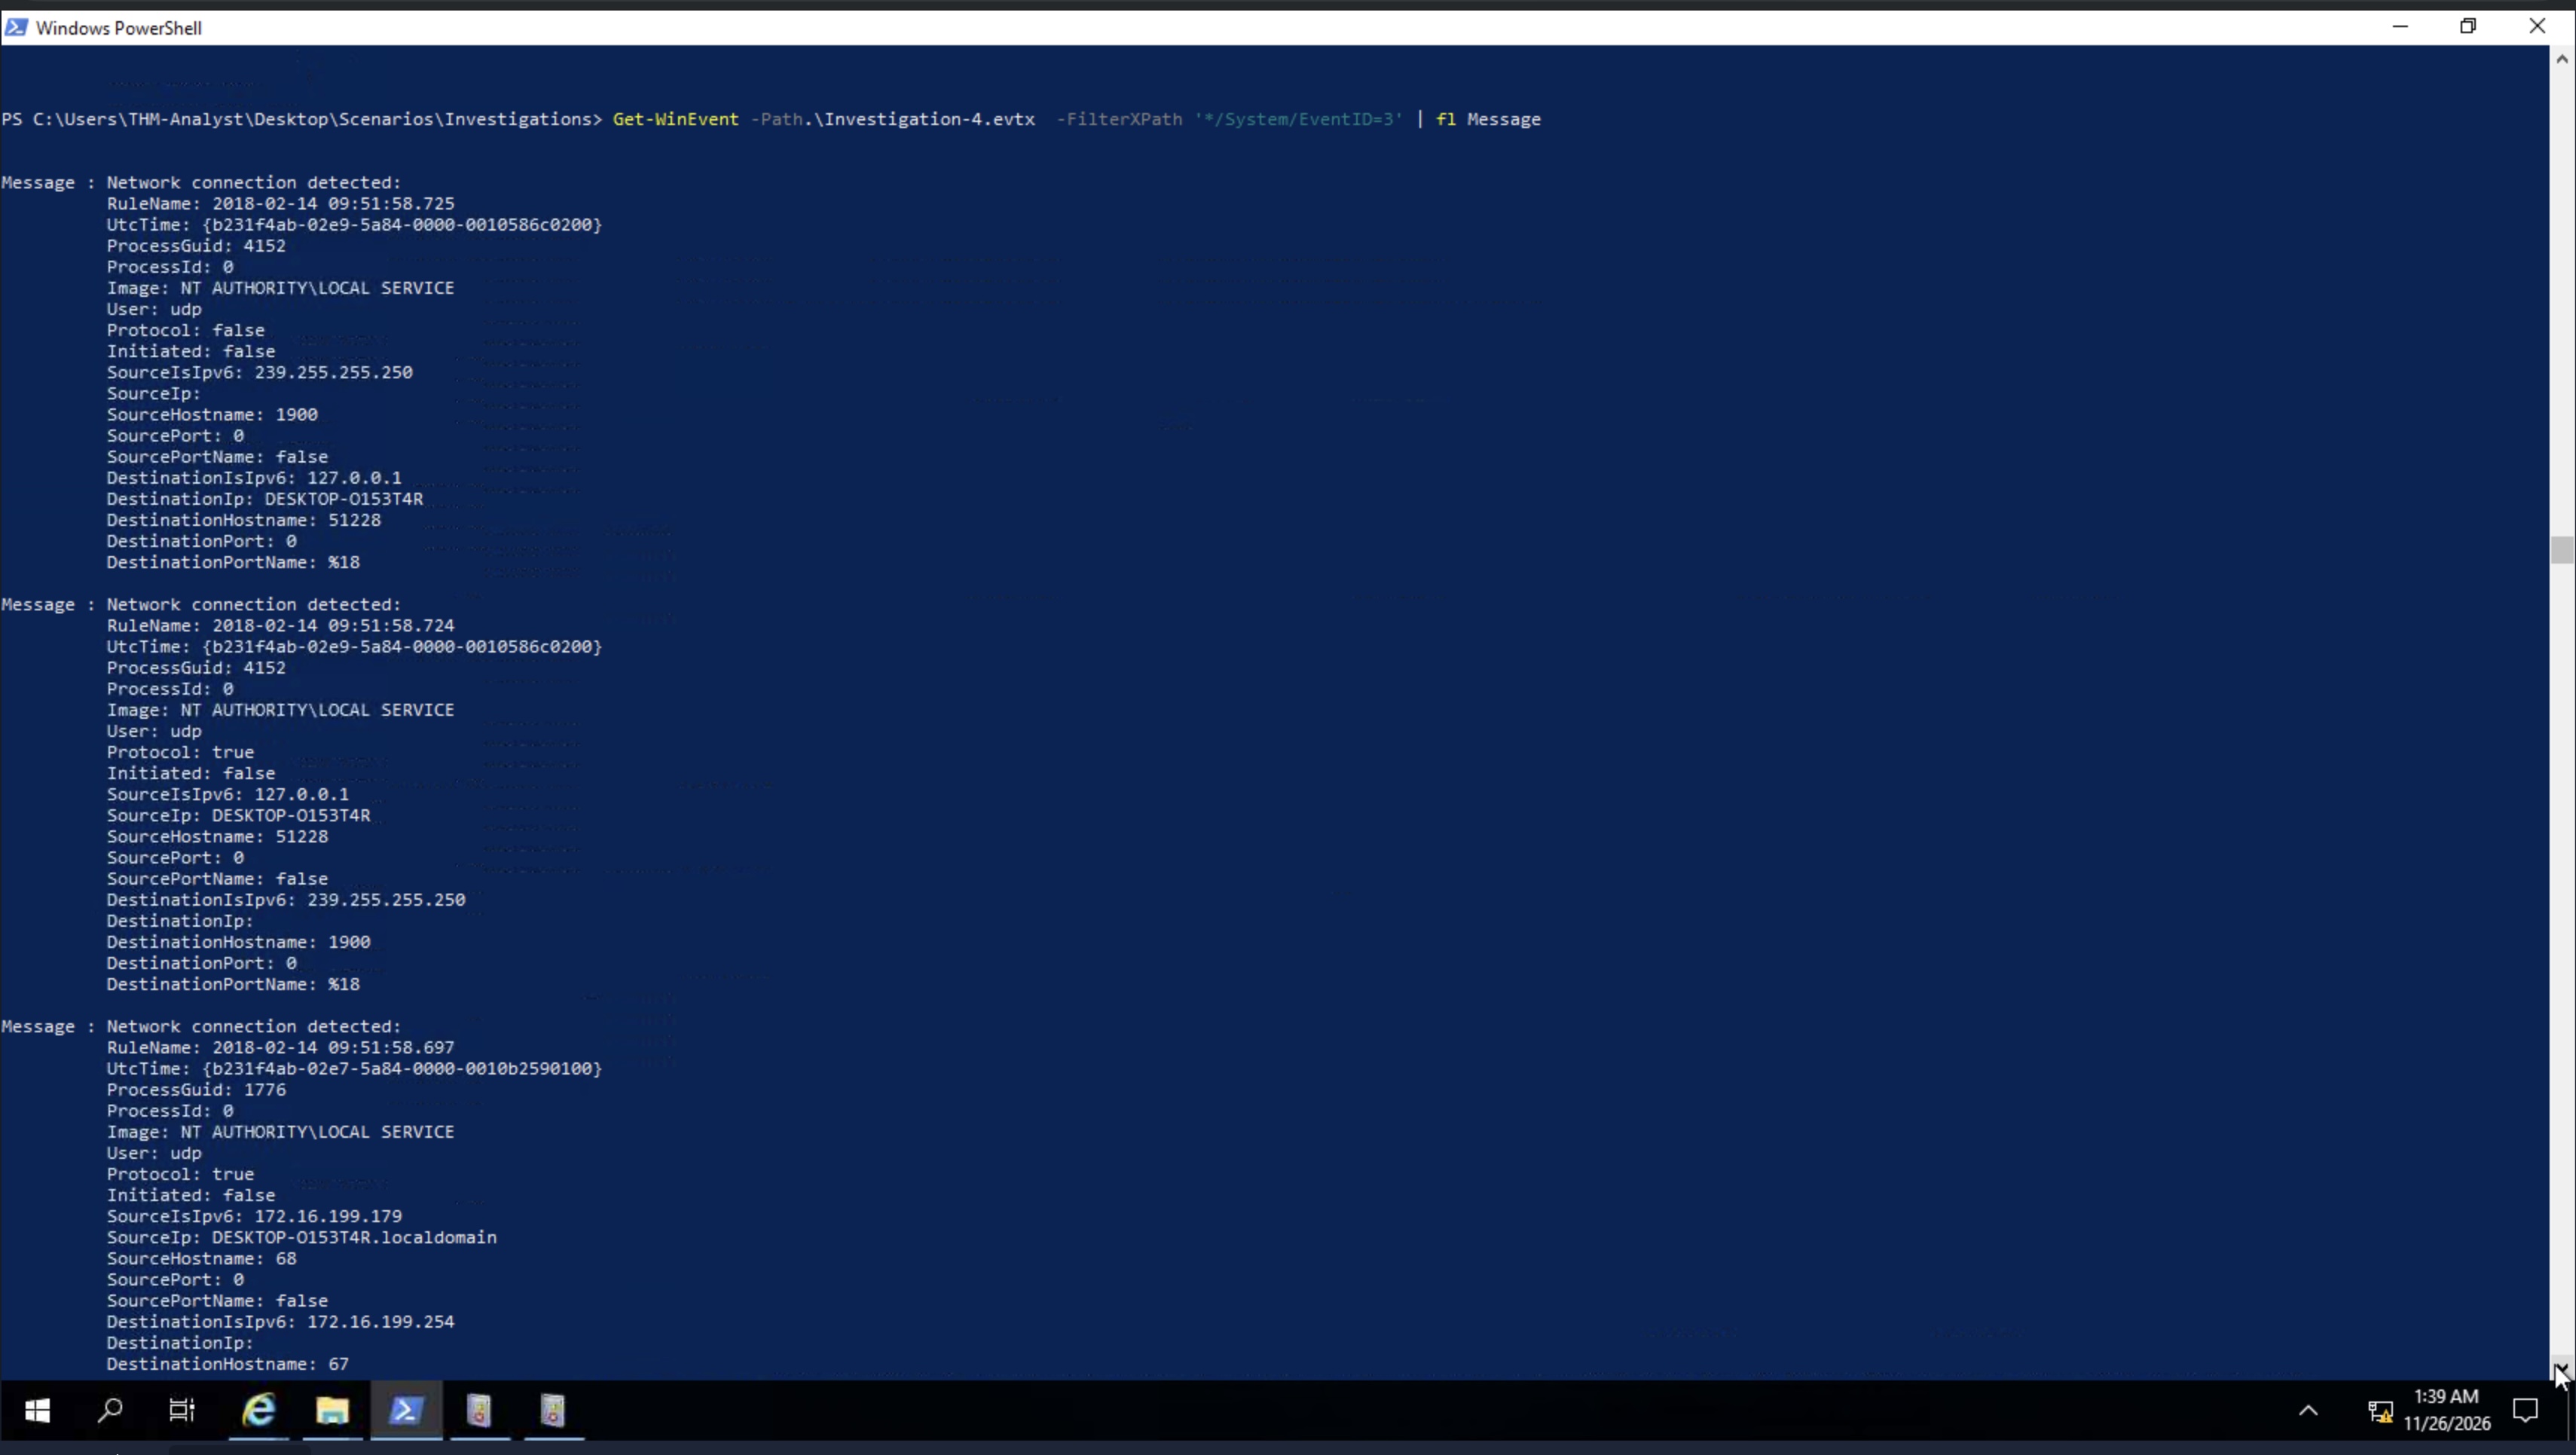 Windows PowerShell
PS C:\Users\THM-Analyst\Desktop\Scenarios\Investigations> Get-WinEvent -Path.\Investigation-4.evtx  -FilterXPath '*/System/EventID=3' | fl Message
Message : Network connection detected:
RuleName: 2018-02-14 09:51:58.725
UtcTime: {b231f4ab-02e9-5a84-0000-0010586c0200}
ProcessGuid: 4152
ProcessId: 0
Image: NT AUTHORITY\LOCAL SERVICE
User: udp
Protocol: false
Initiated: false
SourceIsIpv6: 239.255.255.250
SourceIp:
SourceHostname: 1900
SourcePort: 0
SourcePortName: false
DestinationIsIpv6: 127.0.0.1
DestinationIp: DESKTOP-O153T4R
DestinationHostname: 51228
DestinationPort: 0
DestinationPortName: %18
Message : Network connection detected:
RuleName: 2018-02-14 09:51:58.724
UtcTime: {b231f4ab-02e9-5a84-0000-0010586c0200}
ProcessGuid: 4152
ProcessId: 0
Image: NT AUTHORITY\LOCAL SERVICE
User: udp
Protocol: true
Initiated: false
SourceIsIpv6: 127.0.0.1
SourceIp: DESKTOP-O153T4R
SourceHostname: 51228
SourcePort: 0
SourcePortName: false
DestinationIsIpv6: 239.255.255.250
DestinationIp:
DestinationHostname: 1900
DestinationPort: 0
DestinationPortName: %18
Message : Network connection detected:
RuleName: 2018-02-14 09:51:58.697
UtcTime: {b231f4ab-02e7-5a84-0000-0010b2590100}
ProcessGuid: 1776
ProcessId: 0
Image: NT AUTHORITY\LOCAL SERVICE
User: udp
Protocol: true
Initiated: false
SourceIsIpv6: 172.16.199.179
SourceIp: DESKTOP-O153T4R.localdomain
SourceHostname: 68
SourcePort: 0
SourcePortName: false
DestinationIsIpv6: 172.16.199.254
DestinationIp:
DestinationHostname: 67
1:39 AM
11/26/2026